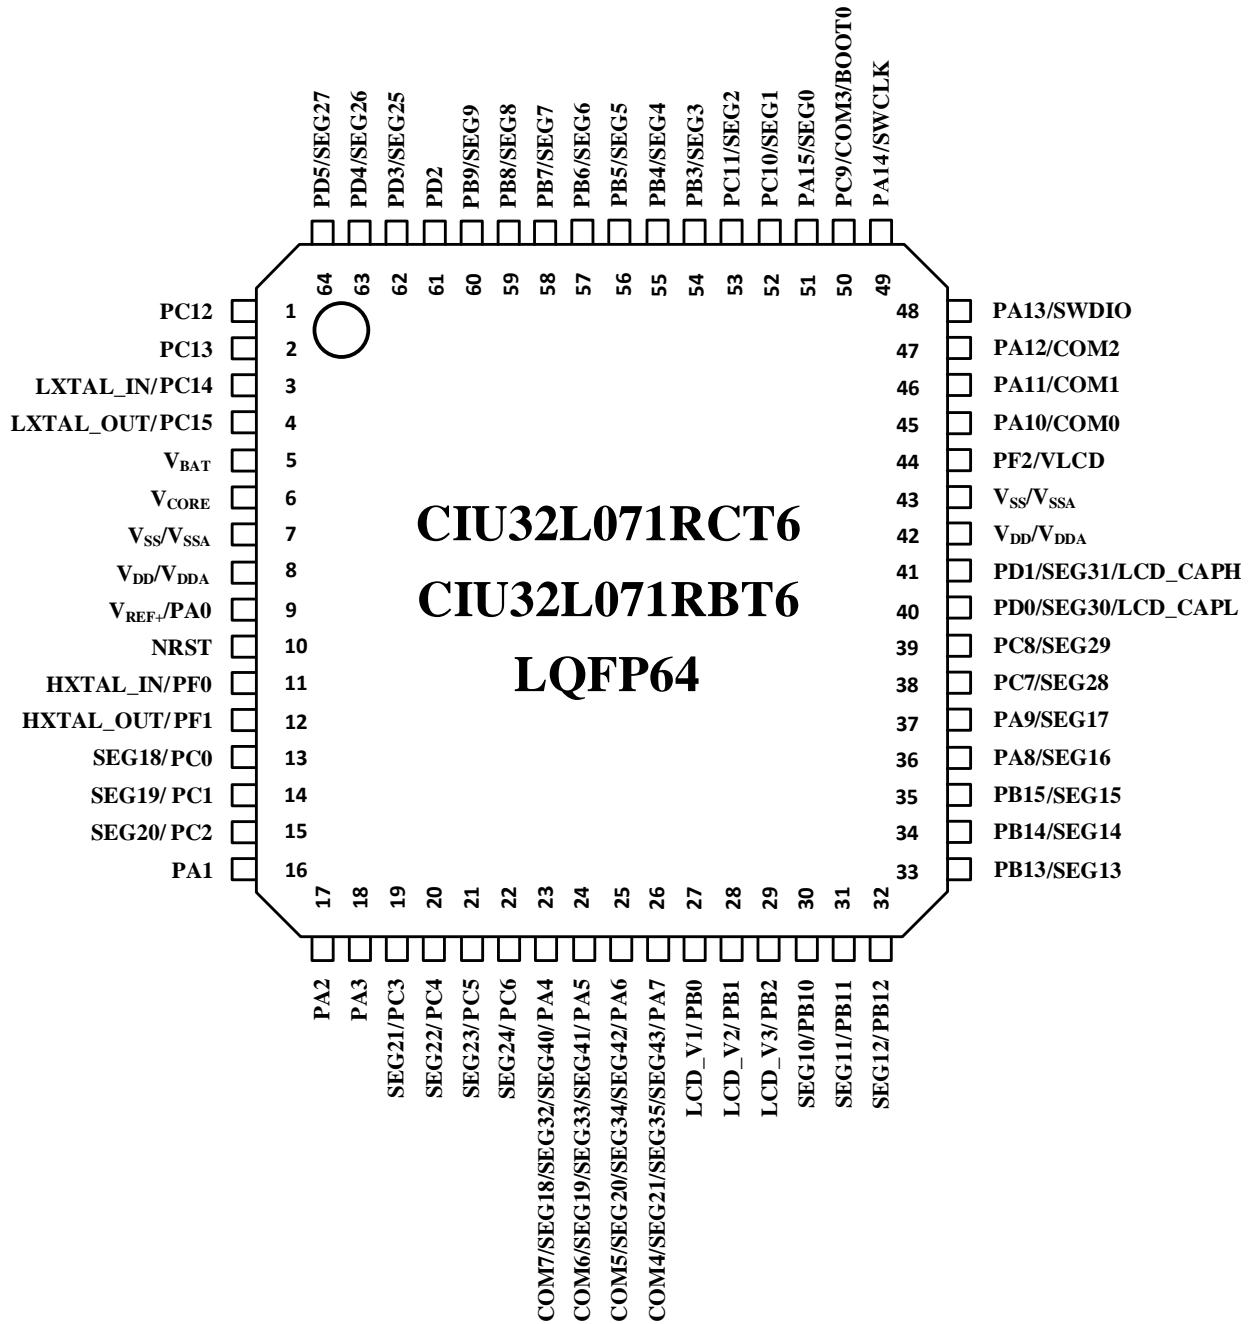 PD5/SEG27
PD4/SEG26
PD3/SEG25
PD2
PB9/SEG9
PB8/SEG8
PB7/SEG7
PB6/SEG6
PB5/SEG5
PB4/SEG4
PB3/SEG3
PC11/SEG2
PC10/SEG1
PA15/SEG0
PC9/COM3/BOOT0
PA14/SWCLK
64
63
62
61
60
59
58
57
56
55
54
53
52
51
50
49
PC12 1
PC13 2
LXTAL_IN/PC14 3
LXTAL_OUT/PC15 4
VBAT 5
VCORE 6
VSS/VSSA 7
VDD/VDDA 8
VREF+/PA0 9
NRST 10
HXTAL_IN/PF0 11
HXTAL_OUT/PF1 12
SEG18/PC0 13
SEG19/ PC1 14
SEG20/ PC2 15
PA1 16
CIU32L071RCT6
CIU32L071RBT6
LQFP64
48 PA13/SWDIO
47 PA12/COM2
46 PA11/COM1
45 PA10/COM0
44 PF2/VLCD
43 VSS/VSSA
42 VDD/VDDA
41 PD1/SEG31/LCD_CAPH
40 PD0/SEG30/LCD_CAPL
39 PC8/SEG29
38 PC7/SEG28
37 PA9/SEG17
36 PA8/SEG16
35 PB15/SEG15
34 PB14/SEG14
33 PB13/SEG13
17
18
19
20
21
22
23
24
25
26
27
28
29
30
31
32
PA2
PA3
SEG21/PC3
SEG22/PC4
SEG23/PC5
SEG24/PC6
COM7/SEG18/SEG32/SEG40/PA4
COM6/SEG19/SEG33/SEG41/PA5
COM5/SEG20/SEG34/SEG42/PA6
COM4/SEG21/SEG35/SEG43/PA7
LCD_V1/PB0
LCD_V2/PB1
LCD_V3/PB2
SEG10/PB10
SEG11/PB11
SEG12/PB12